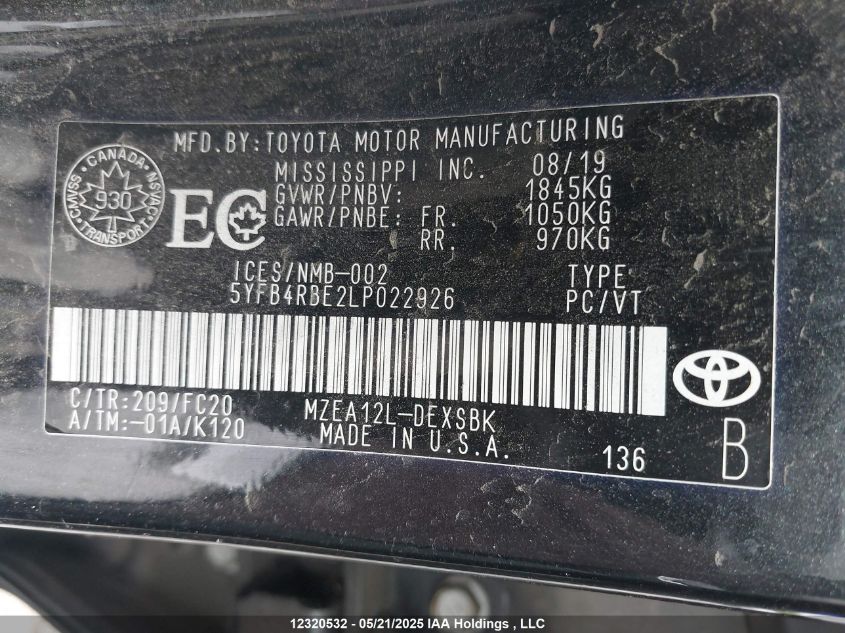 MFD.BY:TOYOTA MOTOR MANUFACTURING
MISSISSIPPI INC. 08/19
GVWR/PNBV: 1845KG
GAWR/PNBE: FR. 1050KG
RR. 970KG
CANADA
CMVSS
930
NSVAC
TRANSPORT
EC
ICES/NMB-002 TYPE
5YFB4RBE2LP022926 PC/VT
C/TR:209/FC20 MZEA12L-DEXSBK
A/TM:-01A/K120 MADE IN U.S.A.
136 B
12320532 - 05/21/2025 IAA Holdings , LLC